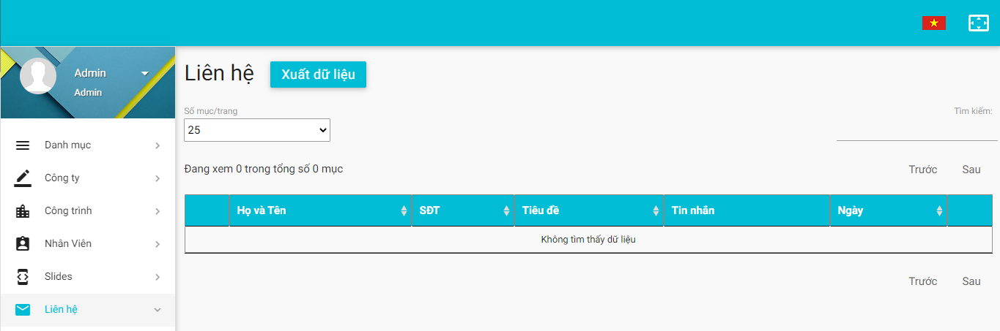 Admin
Admin
Danh mục
Công ty
Công trình
Nhân Viên
Slides
Liên hệ
Liên hệ Xuất dữ liệu
Số mục/trang Tìm kiếm:
25
Đang xem 0 trong tổng số 0 mục Trước Sau
Họ và Tên SĐT Tiêu đề Tin nhắn Ngày
Không tìm thấy dữ liệu
Trước Sau